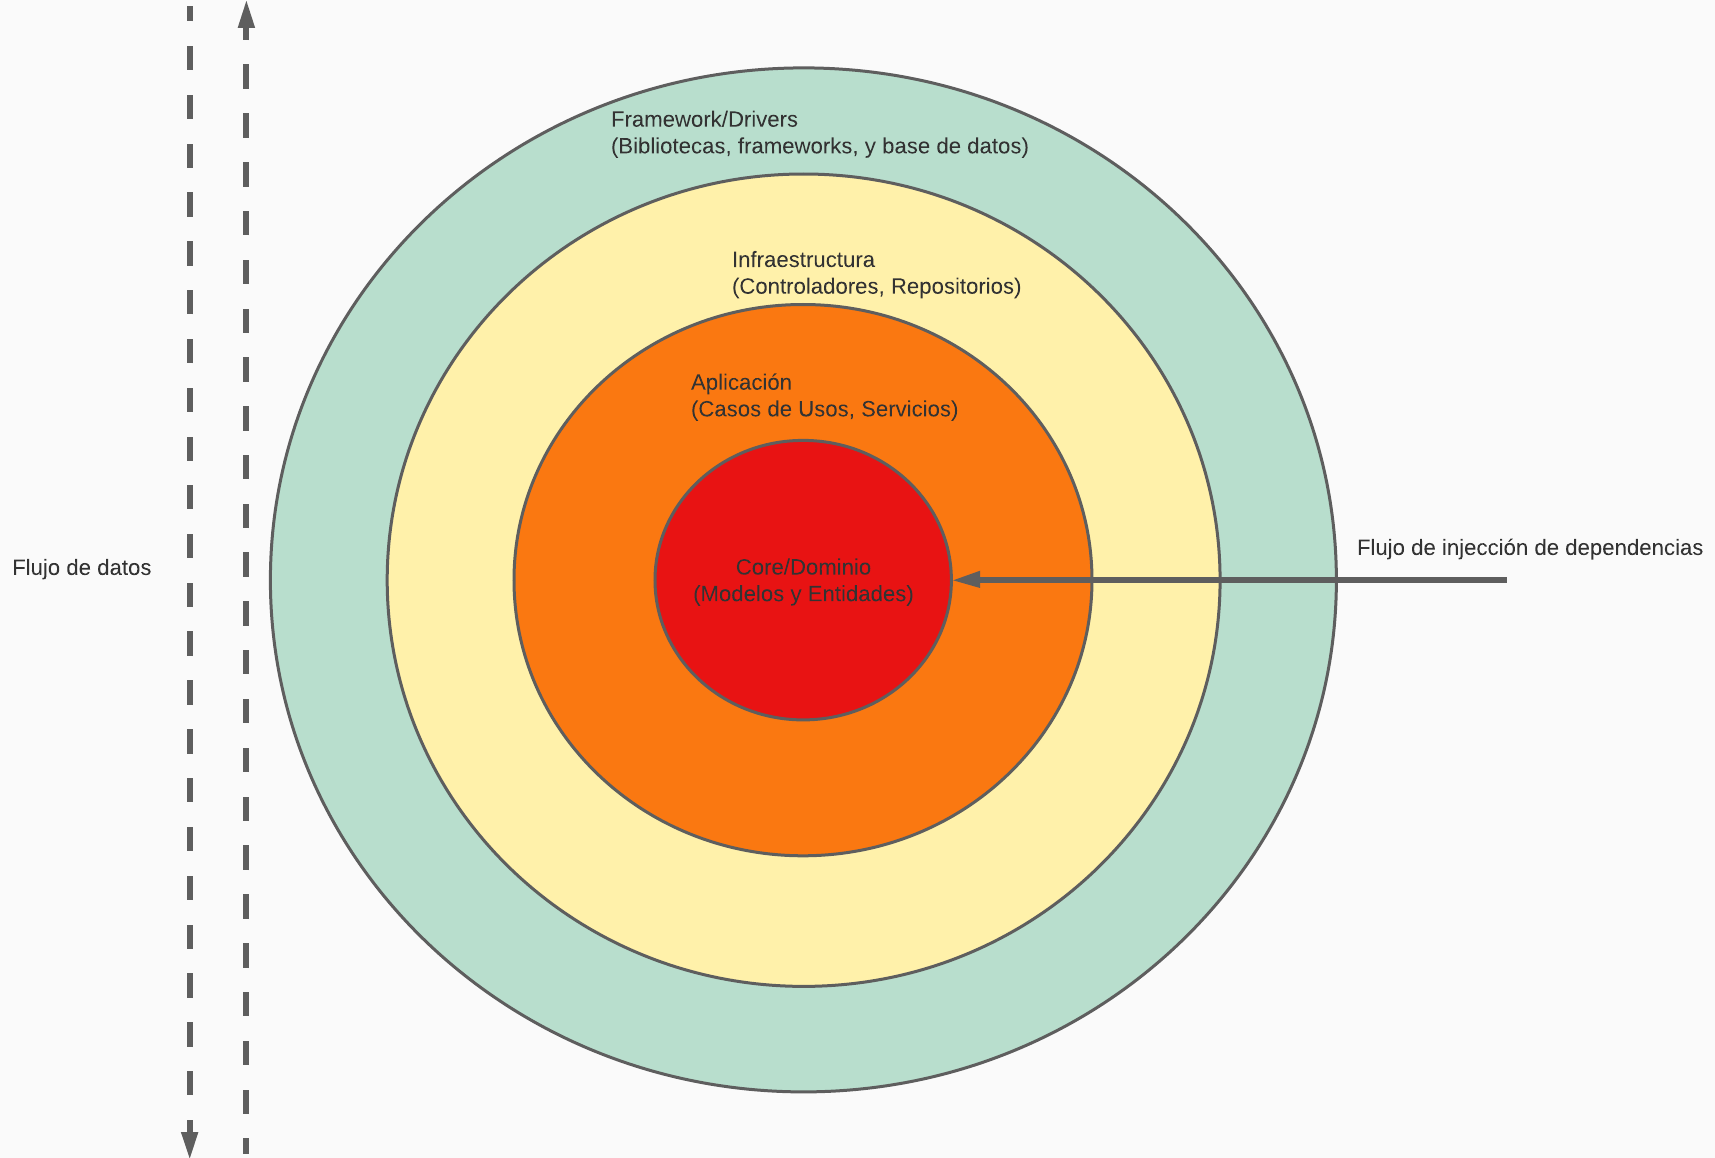 Framework/Drivers
(Bibliotecas, frameworks, y base de datos)
Infraestructura
(Controladores, Repositorios)
Aplicación
(Casos de Usos, Servicios)
Core/Dominio
(Modelos y Entidades)
Flujo de datos
Flujo de injección de dependencias